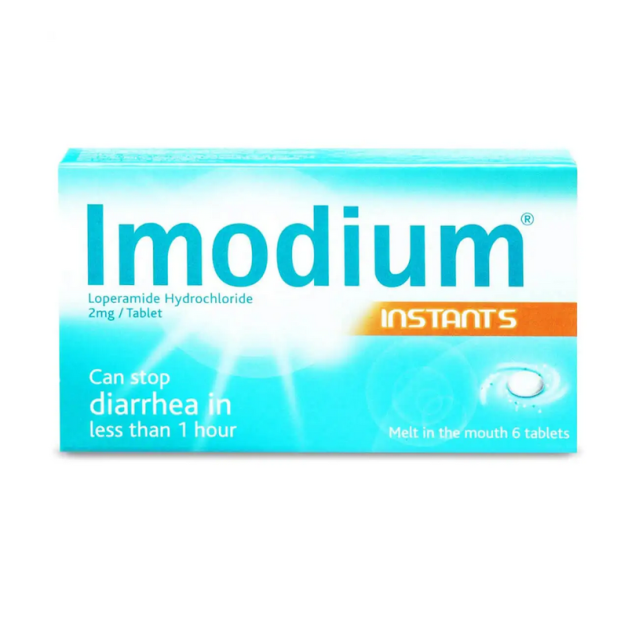 Imodium®
Loperamide Hydrochloride
2mg / Tablet
INSTANTS
Can stop
diarrhea in
less than 1 hour
Melt in the mouth 6 tablets